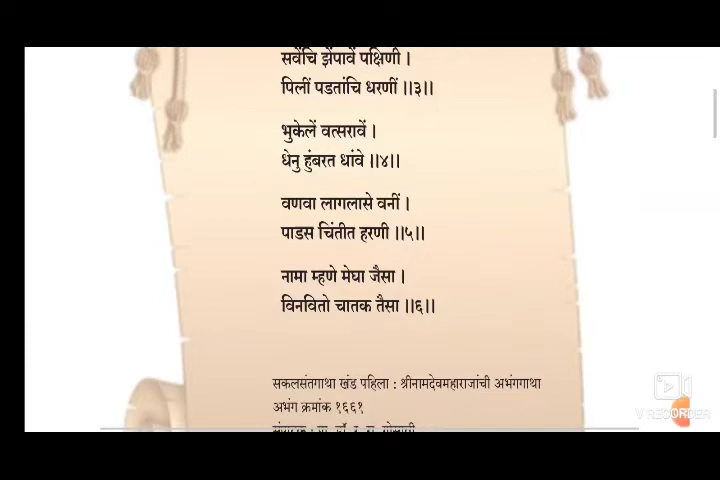 सवेंचि झेंपावें पक्षिणी ।
पिलीं पडतांचि धरणीं ।।३।।
भुकेलें वत्सरावें ।
धेनु हुंबरत धांवे ।।४।।
वणवा लागलासे वनीं ।
पाडस चिंतीत हरणी ।।५।।
नामा म्हणे मेघा जैसा ।
विनवितो चातक तैसा ।।६।।
सकलसंतगाथा खंड पहिला : श्रीनामदेवमहाराजांची अभंगगाथा
अभंग क्रमांक १६६१
V RECORDER